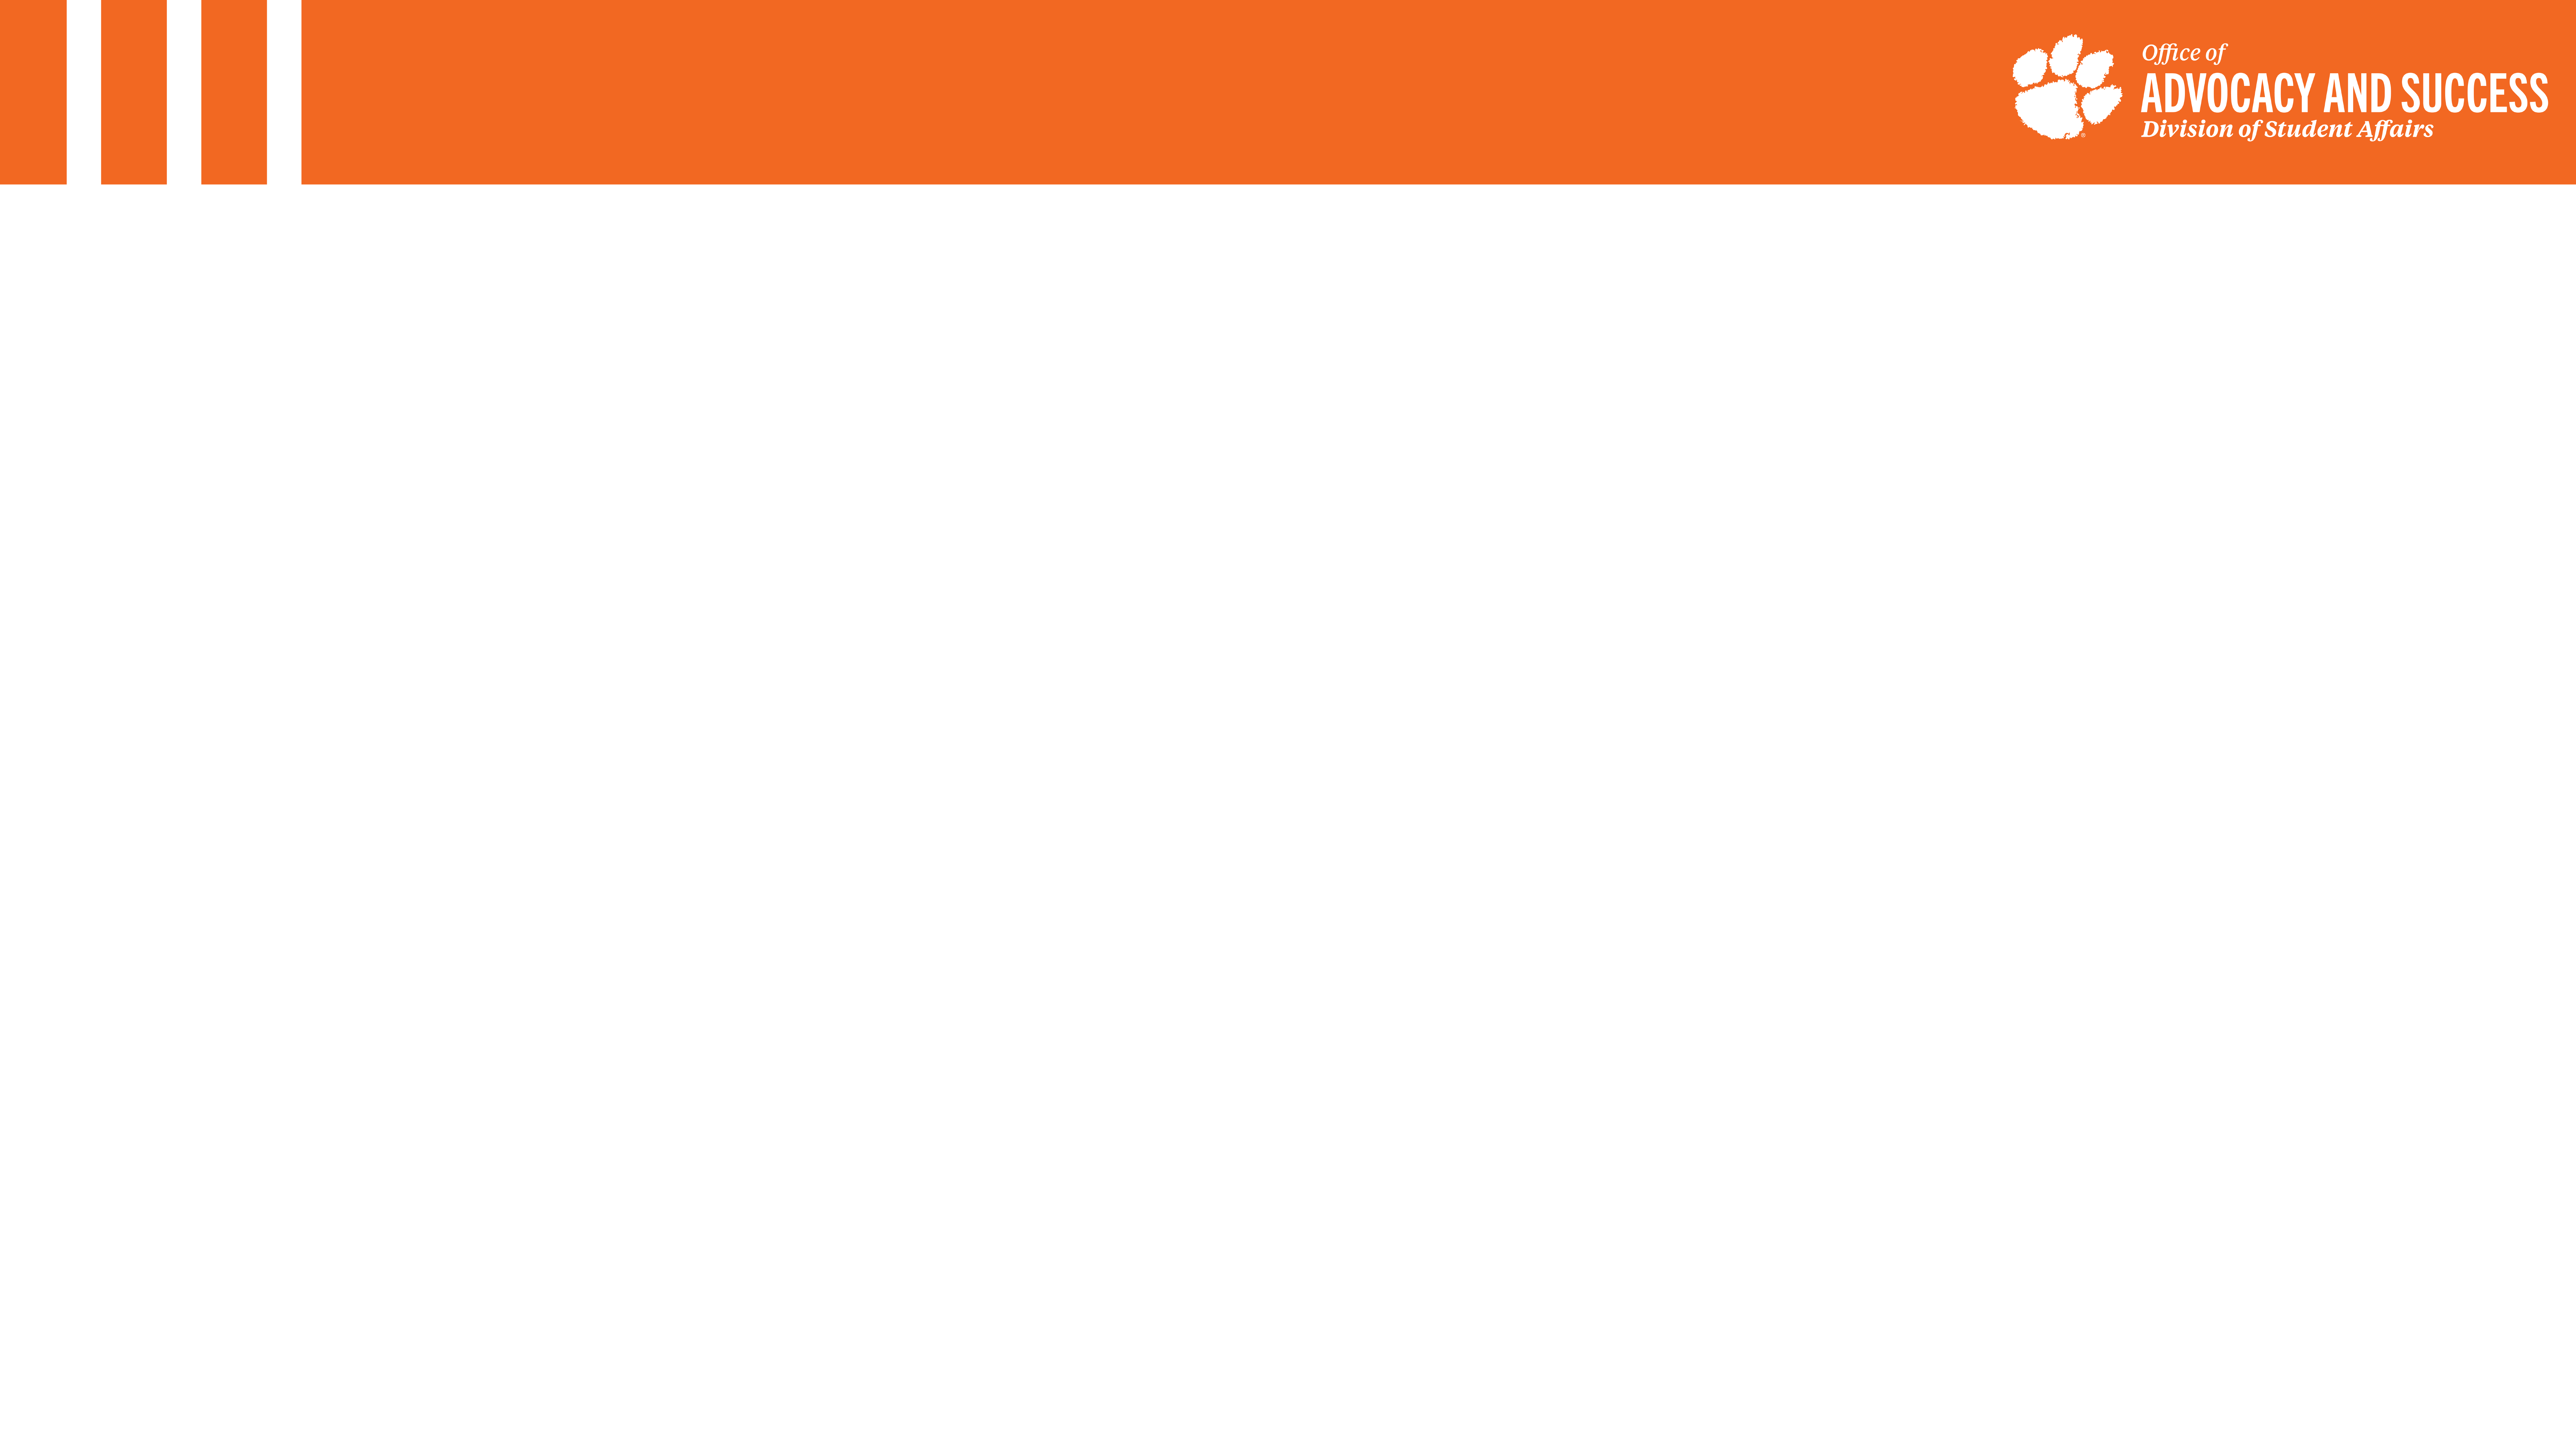 Office of
ADVOCACY AND SUCCESS
Division of Student Affairs